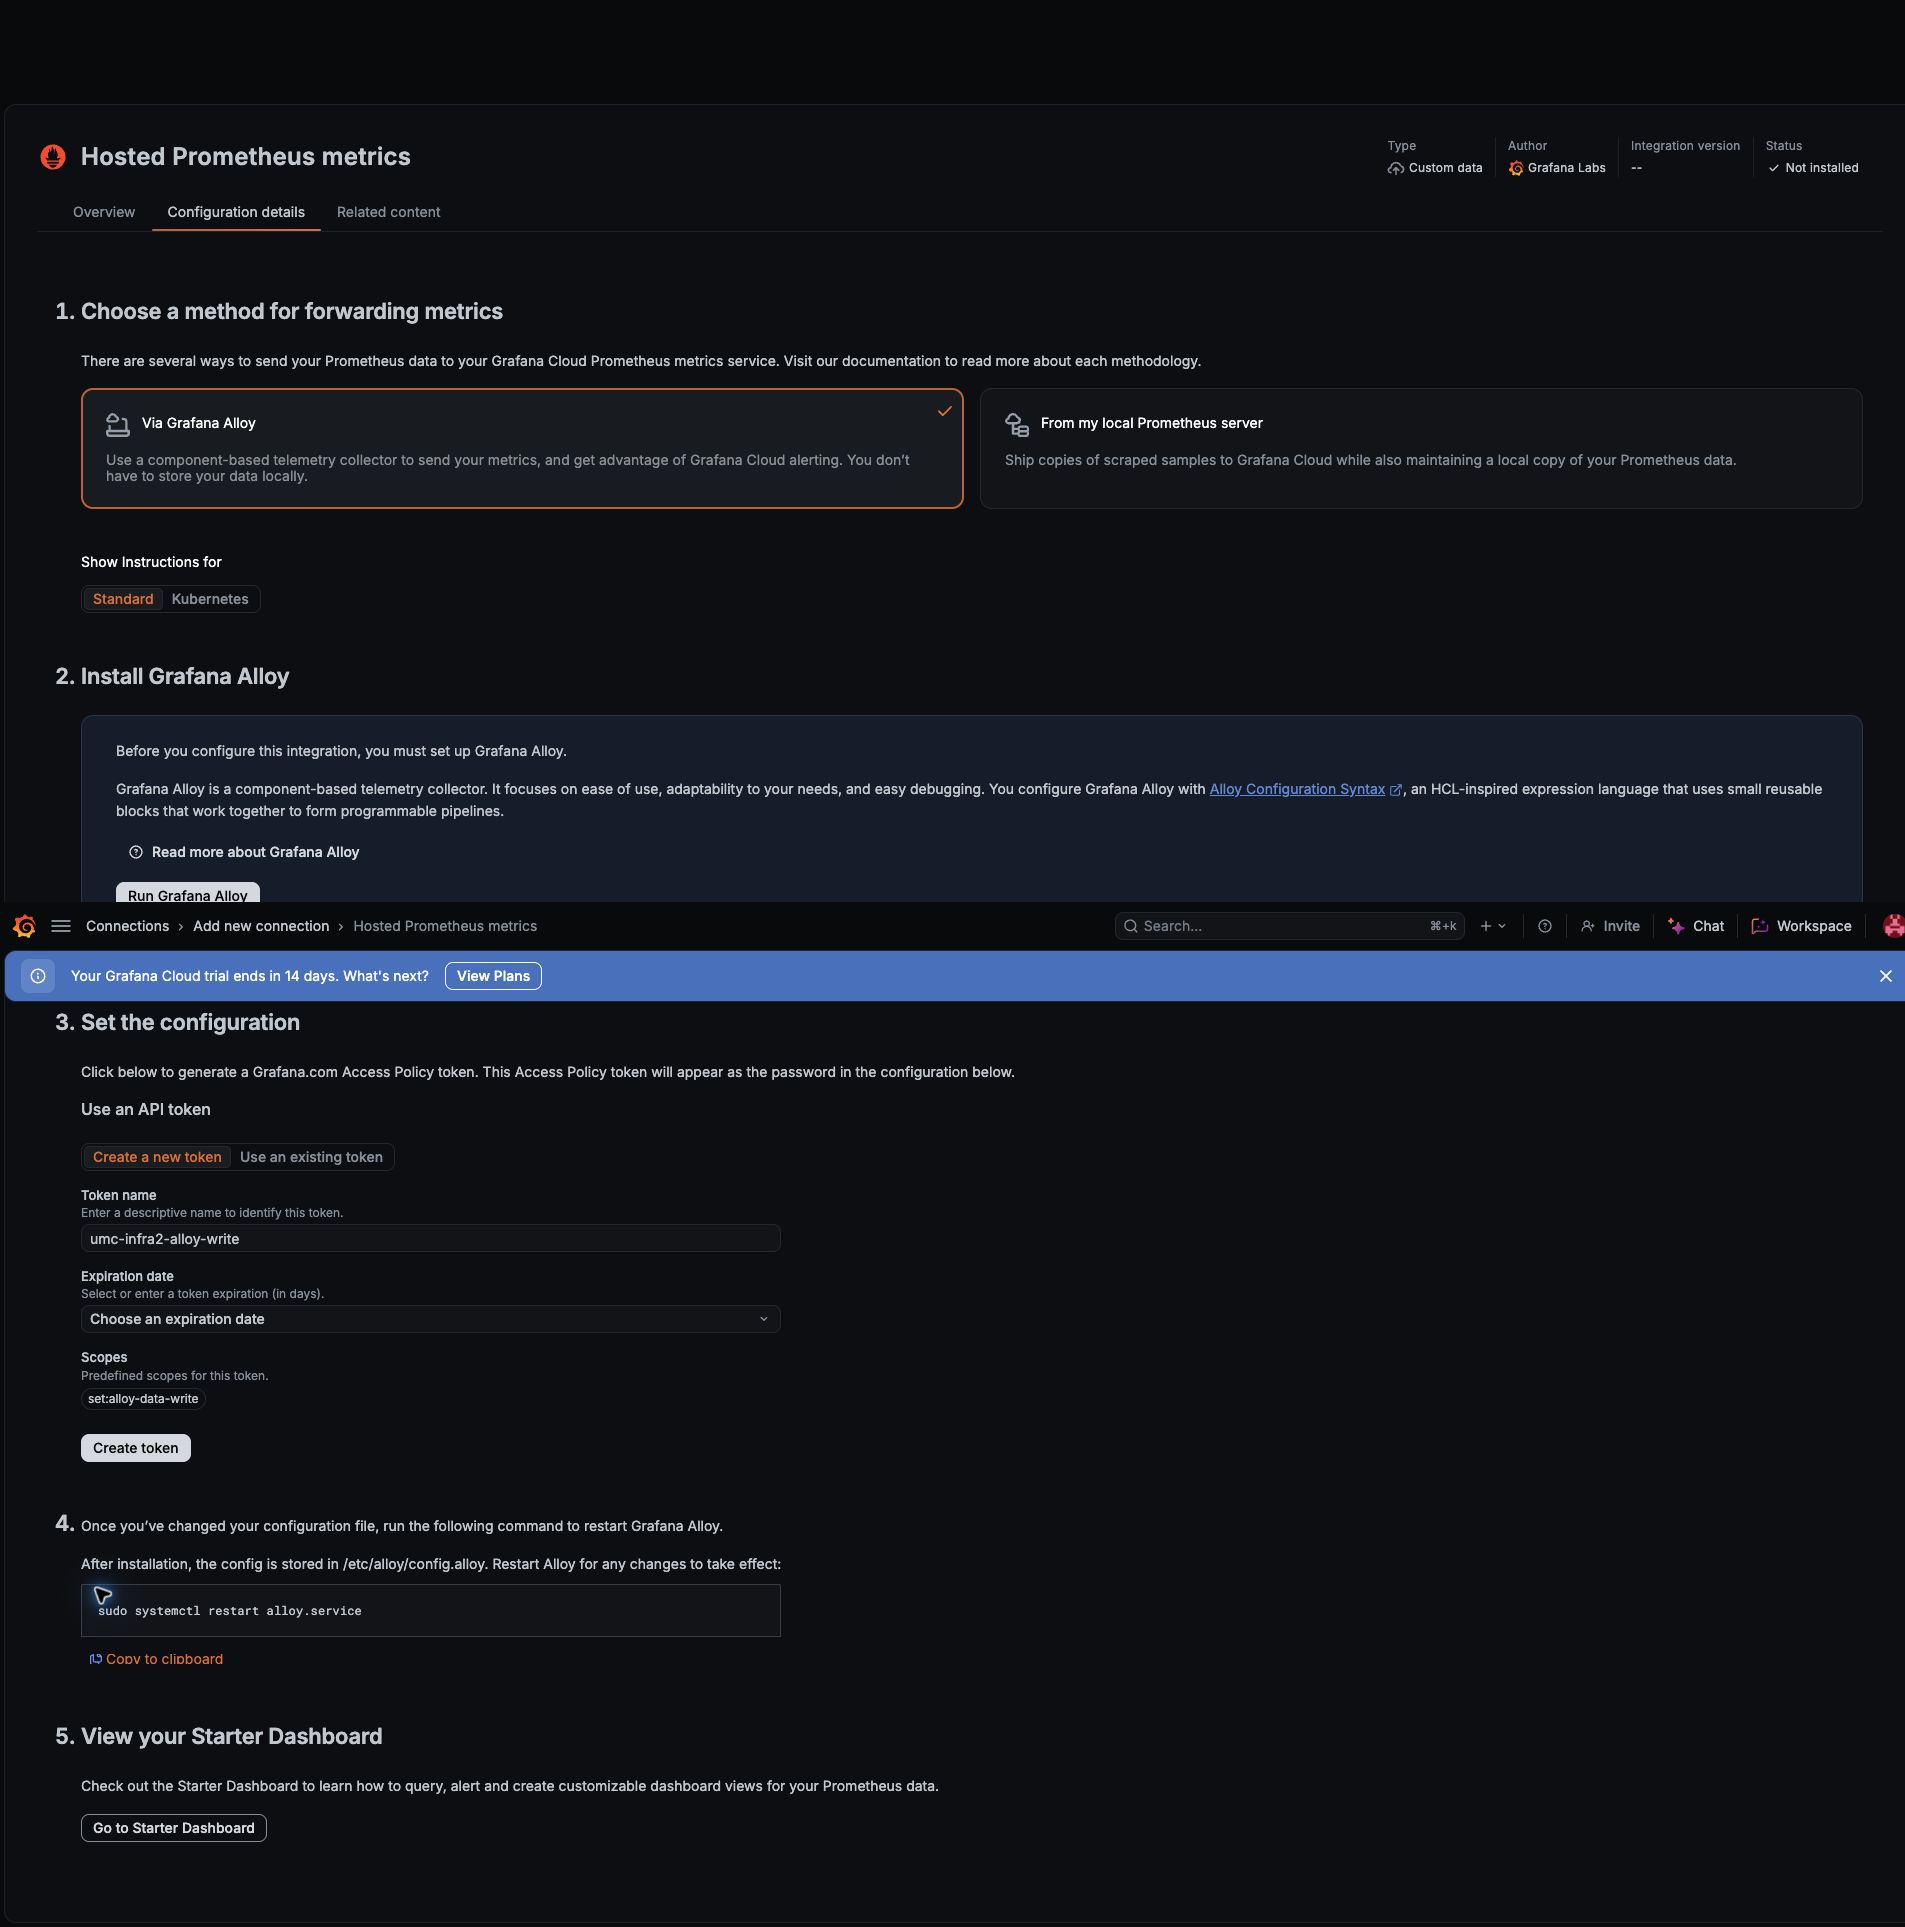 Hosted Prometheus metrics
Type
Custom data
Author
Grafana Labs
Integration version
--
Status
Not installed
Overview
Configuration details
Related content
1. Choose a method for forwarding metrics
There are several ways to send your Prometheus data to your Grafana Cloud Prometheus metrics service. Visit our documentation to read more about each methodology.
Via Grafana Alloy
Use a component-based telemetry collector to send your metrics, and get advantage of Grafana Cloud alerting. You don’t
have to store your data locally.
From my local Prometheus server
Ship copies of scraped samples to Grafana Cloud while also maintaining a local copy of your Prometheus data.
Show Instructions for
Standard
Kubernetes
2. Install Grafana Alloy
Before you configure this integration, you must set up Grafana Alloy.
Grafana Alloy is a component-based telemetry collector. It focuses on ease of use, adaptability to your needs, and easy debugging. You configure Grafana Alloy with Alloy Configuration Syntax, an HCL-inspired expression language that uses small reusable
blocks that work together to form programmable pipelines.
Read more about Grafana Alloy
Run Grafana Alloy
Connections › Add new connection › Hosted Prometheus metrics
Search...
⌘+k
Invite
Chat
Workspace
Your Grafana Cloud trial ends in 14 days. What's next?
View Plans
3. Set the configuration
Click below to generate a Grafana.com Access Policy token. This Access Policy token will appear as the password in the configuration below.
Use an API token
Create a new token
Use an existing token
Token name
Enter a descriptive name to identify this token.
umc-infra2-alloy-write
Expiration date
Select or enter a token expiration (in days).
Choose an expiration date
Scopes
Predefined scopes for this token.
set:alloy-data-write
Create token
4. Once you’ve changed your configuration file, run the following command to restart Grafana Alloy.
After installation, the config is stored in /etc/alloy/config.alloy. Restart Alloy for any changes to take effect:
sudo systemctl restart alloy.service
Copy to clipboard
5. View your Starter Dashboard
Check out the Starter Dashboard to learn how to query, alert and create customizable dashboard views for your Prometheus data.
Go to Starter Dashboard